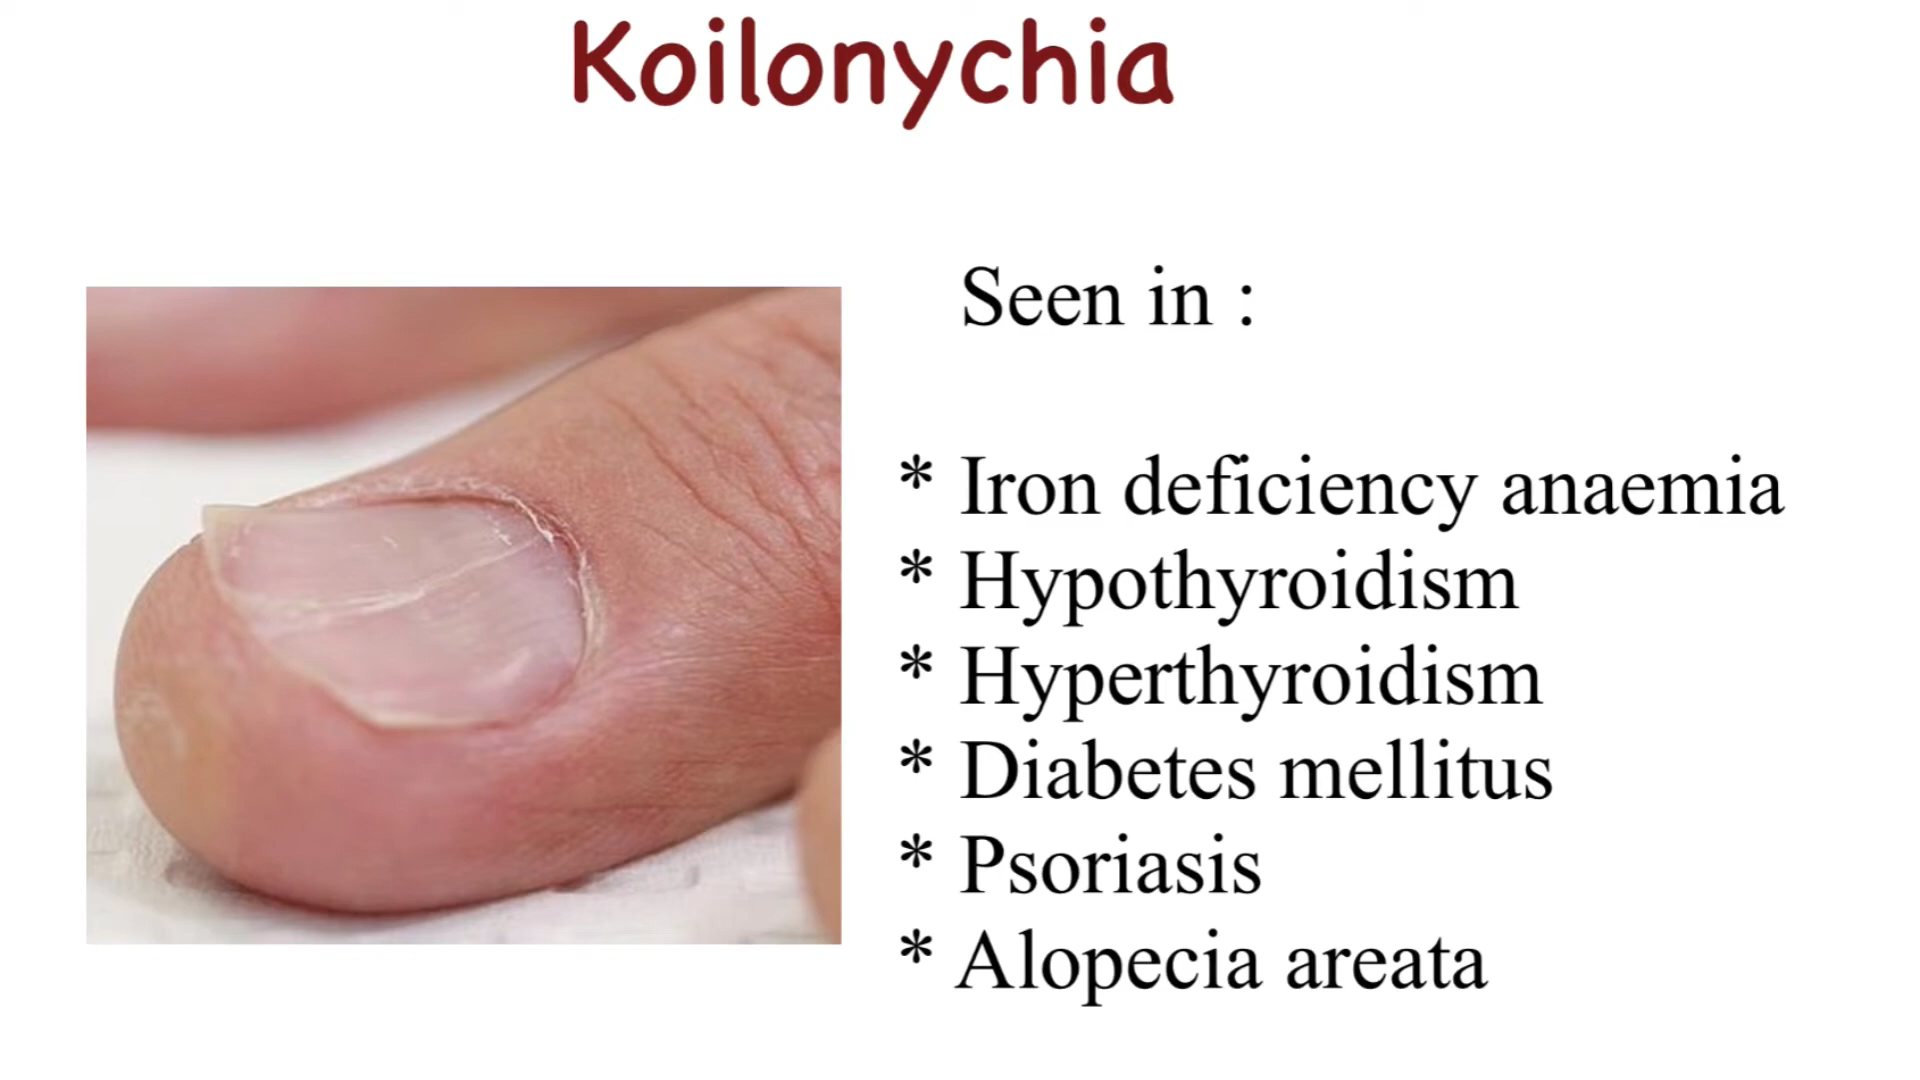 Koilonychia
Seen in :
* Iron deficiency anaemia
* Hypothyroidism
* Hyperthyroidism
* Diabetes mellitus
* Psoriasis
* Alopecia areata